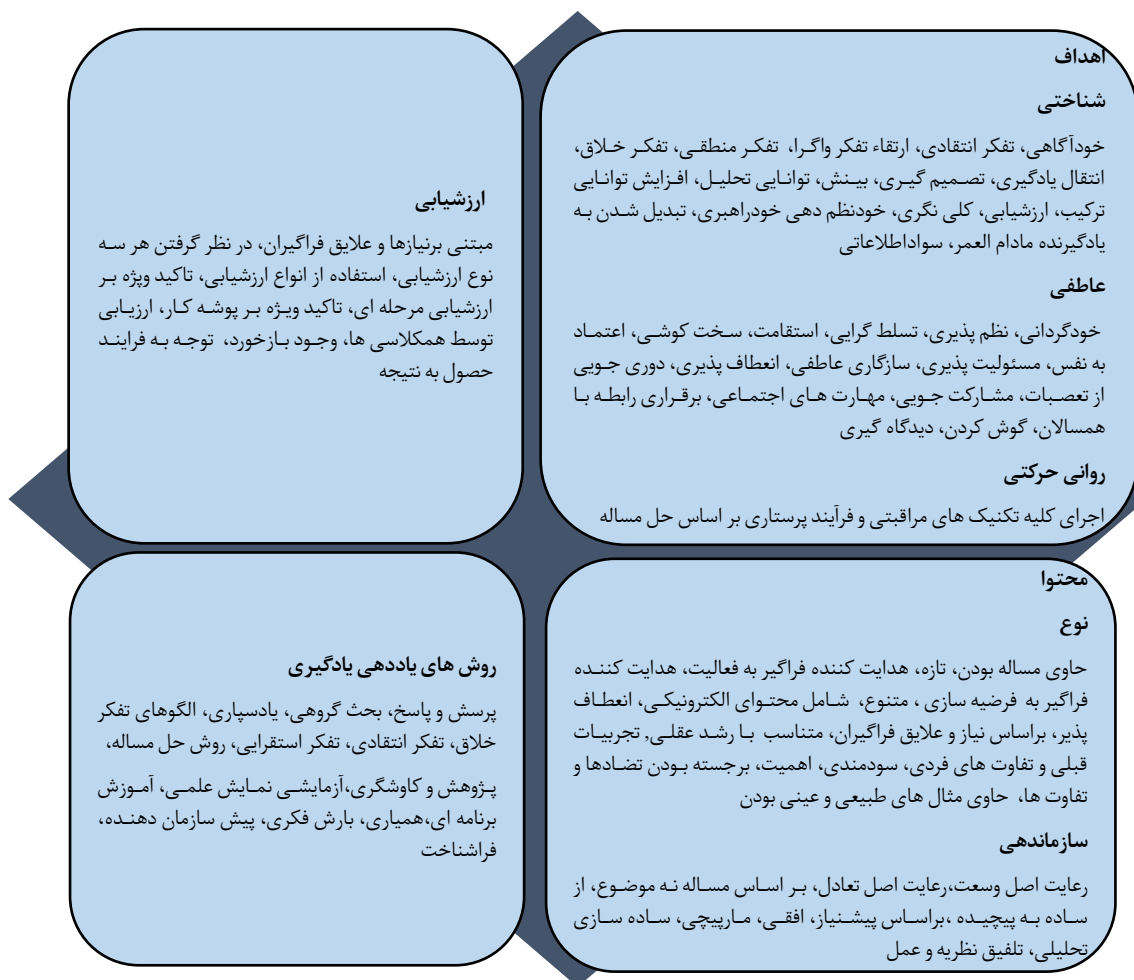 اهداف
شناختی
خودآگاهی، تفکر انتقادی، ارتقاء تفکر واگرا، تفکر منطقی، تفکر خلاق،
انتقال یادگیری، تصمیم گیری، بینش، توانایی تحلیل، افزایش توانایی
ترکیب، ارزشیابی، کلی نگری، خودنظم دهی خودراهبری، تبدیل شدن به
یادگیرنده مادام العمر، سواداطلاعاتی
عاطفی
خودگردانی، نظم پذیری، تسلط گرایی، استقامت، سخت کوشی، اعتماد
به نفس، مسئولیت پذیری، سازگاری عاطفی، انعطاف پذیری، دوری جویی
از تعصبات، مشارکت جویی، مهارت های اجتماعی، برقراری رابطه با
همسالان، گوش کردن، دیدگاه گیری
روانی حرکتی
اجرای کلیه تکنیک های مراقبتی و فرآیند پرستاری بر اساس حل مساله
ارزشیابی
مبتنی برنیازها و علایق فراگیران، در نظر گرفتن هر سه
نوع ارزشیابی، استفاده از انواع ارزشیابی، تاکید وپژه بر
ارزشیابی مرحله ای، تاکید ویژه بر پوشه کار، ارزیابی
توسط همکلاسی ها، وجود بازخورد، توجه به فرایند
حصول به نتیجه
محتوا
نوع
حاوی مساله بودن، تازه، هدایت کننده فراگیر به فعالیت، هدایت کننده
فراگیر به فرضیه سازی ، متنوع، شامل محتوای الکترونیکی، انعطاف
پذیر، براساس نیاز و علایق فراگیران، متناسب با رشد عقلی, تجربیات
قبلی و تفاوت های فردی، سودمندی، اهمیت، برجسته بودن تضادها و
تفاوت ها، حاوی مثال های طبیعی و عینی بودن
سازماندهی
رعایت اصل وسعت،رعایت اصل تعادل، بر اساس مساله نه موضوع، از
ساده به پیچیده ،براساس پیشنیاز، افقی، مارپیچی، ساده سازی
تحلیلی، تلفیق نظریه و عمل
روش های یاددهی یادگیری
پرسش و پاسخ، بحث گروهی، یادسپاری، الگوهای تفکر
خلاق، تفکر انتقادی، تفکر استقرایی، روش حل مساله،
پژوهش و کاوشگری،آزمایشی نمایش علمی، آموزش
برنامه ای،همیاری، بارش فکری، پیش سازمان دهنده،
فراشناخت